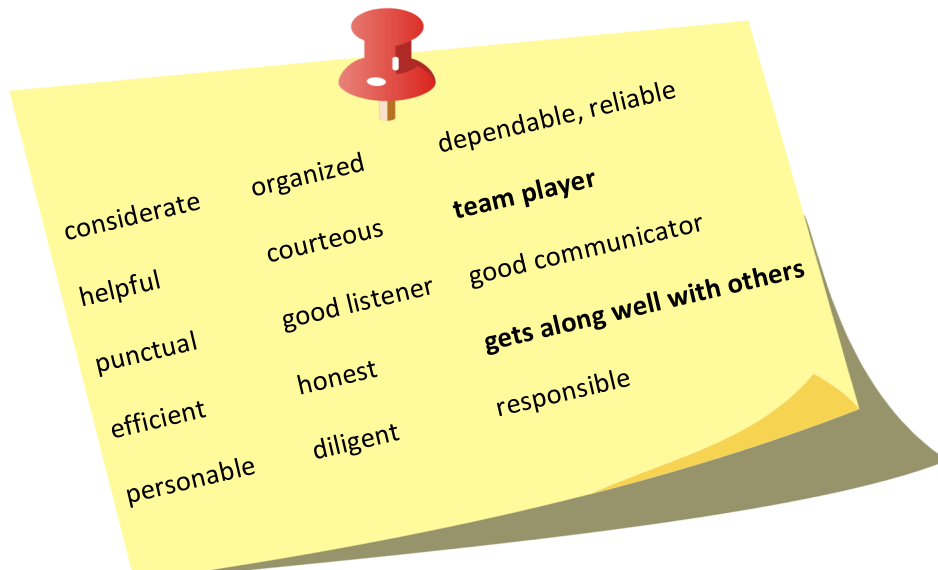 considerate organized dependable, reliable
helpful courteous team player
punctual good listener good communicator
efficient honest gets along well with others
personable diligent responsible